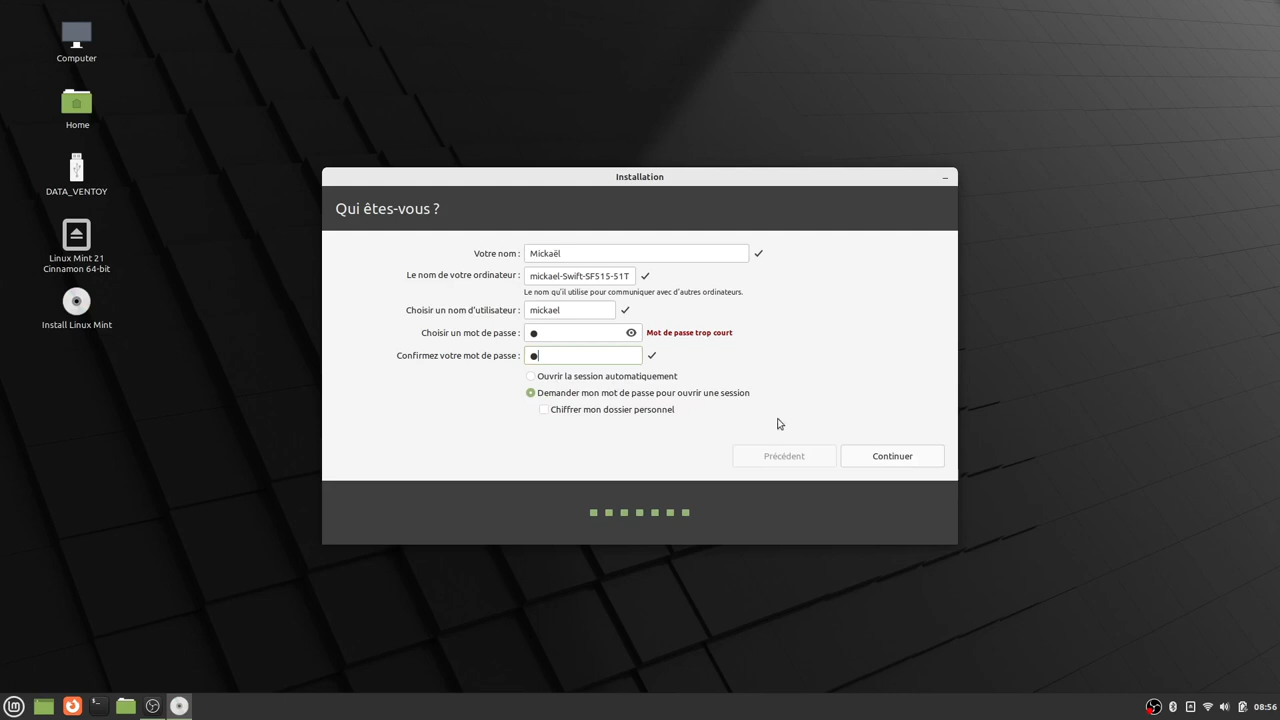 Computer
Home
DATA_VENTOY
Linux Mint 21
Cinnamon 64-bit
Install Linux Mint
Installation
Qui êtes-vous ?
Votre nom : Mickaël
Le nom de votre ordinateur : mickael-Swift-SF515-51T
Le nom qu'il utilise pour communiquer avec d'autres ordinateurs.
Choisir un nom d'utilisateur : mickael
Choisir un mot de passe : ● Mot de passe trop court
Confirmez votre mot de passe : ●
Ouvrir la session automatiquement
Demander mon mot de passe pour ouvrir une session
Chiffrer mon dossier personnel
Précédent Continuer
08:56